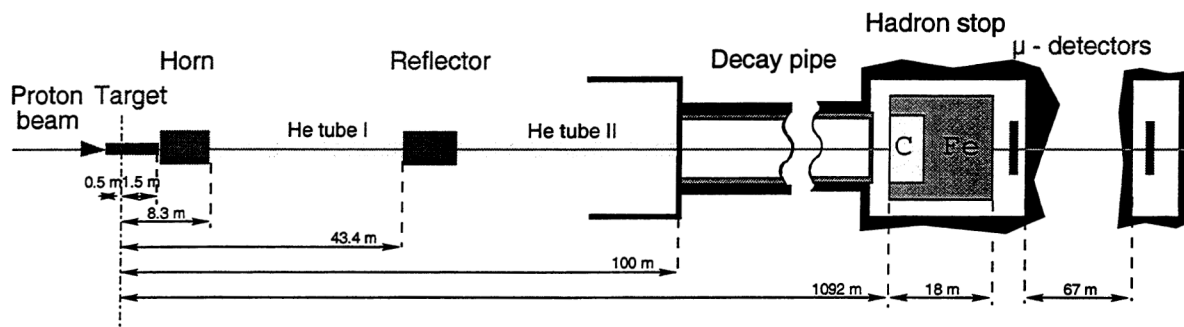 Hadron stop
μ - detectors
Horn
Reflector
Decay pipe
Proton
beam
Target
He tube I
He tube II
C
Fe
0.5 m
1.5 m
8.3 m
43.4 m
100 m
1092 m
18 m
67 m